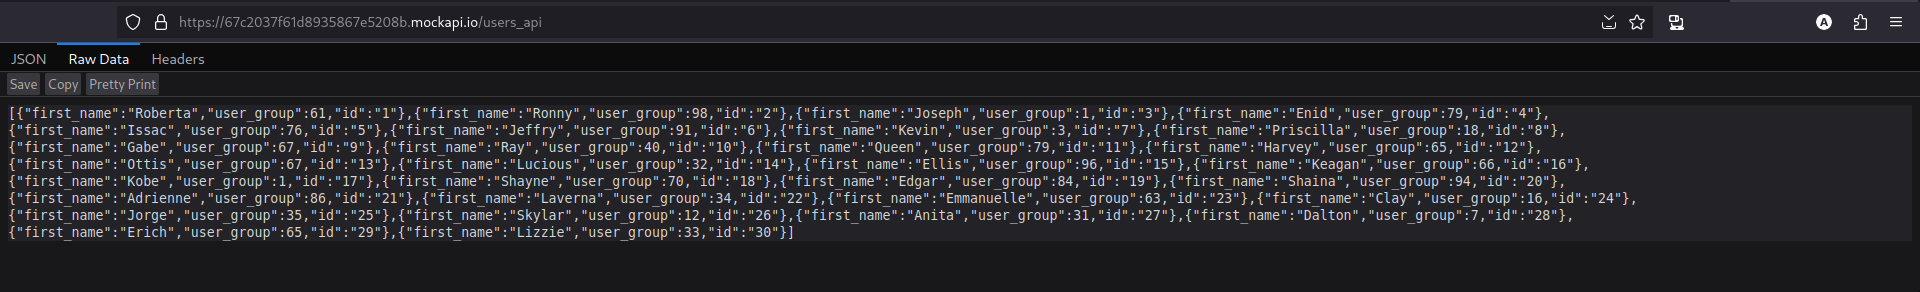 https://67c2037f61d8935867e5208b.mockapi.io/users_api
A
JSON Raw Data Headers
Save Copy Pretty Print
[{"first_name":"Roberta","user_group":61,"id":"1"},{"first_name":"Ronny","user_group":98,"id":"2"},{"first_name":"Joseph","user_group":1,"id":"3"},{"first_name":"Enid","user_group":79,"id":"4"},
{"first_name":"Issac","user_group":76,"id":"5"},{"first_name":"Jeffry","user_group":91,"id":"6"},{"first_name":"Kevin","user_group":3,"id":"7"},{"first_name":"Priscilla","user_group":18,"id":"8"},
{"first_name":"Gabe","user_group":67,"id":"9"},{"first_name":"Ray","user_group":40,"id":"10"},{"first_name":"Queen","user_group":79,"id":"11"},{"first_name":"Harvey","user_group":65,"id":"12"},
{"first_name":"Ottis","user_group":67,"id":"13"},{"first_name":"Lucious","user_group":32,"id":"14"},{"first_name":"Ellis","user_group":96,"id":"15"},{"first_name":"Keagan","user_group":66,"id":"16"},
{"first_name":"Kobe","user_group":1,"id":"17"},{"first_name":"Shayne","user_group":70,"id":"18"},{"first_name":"Edgar","user_group":84,"id":"19"},{"first_name":"Shaina","user_group":94,"id":"20"},
{"first_name":"Adrienne","user_group":86,"id":"21"},{"first_name":"Laverna","user_group":34,"id":"22"},{"first_name":"Emmanuelle","user_group":63,"id":"23"},{"first_name":"Clay","user_group":16,"id":"24"},
{"first_name":"Jorge","user_group":35,"id":"25"},{"first_name":"Skylar","user_group":12,"id":"26"},{"first_name":"Anita","user_group":31,"id":"27"},{"first_name":"Dalton","user_group":7,"id":"28"},
{"first_name":"Erich","user_group":65,"id":"29"},{"first_name":"Lizzie","user_group":33,"id":"30"}]